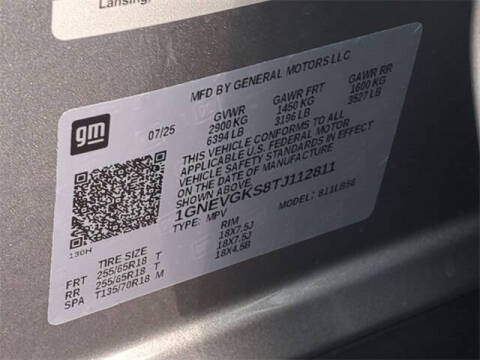 Lansing,
MFD BY GENERAL MOTORS LLC
gm
07/25
GVWR GAWR FRT GAWR RR
2900 KG 1450 KG 1600 KG
6394 LB 3196 LB 3527 LB
THIS VEHICLE CONFORMS TO ALL
APPLICABLE U.S. FEDERAL MOTOR
VEHICLE SAFETY STANDARDS IN EFFECT
ON THE DATE OF MANUFACTURE
SHOWN ABOVE.
1GNEVGKS8TJ112811
TYPE: MPV MODEL: 811LB56
130H
TIRE SIZE RIM
FRT 255/65R18 T 18X7.5J
RR 255/65R18 T 18X7.5J
SPA T135/70R18 M 18X4.5B